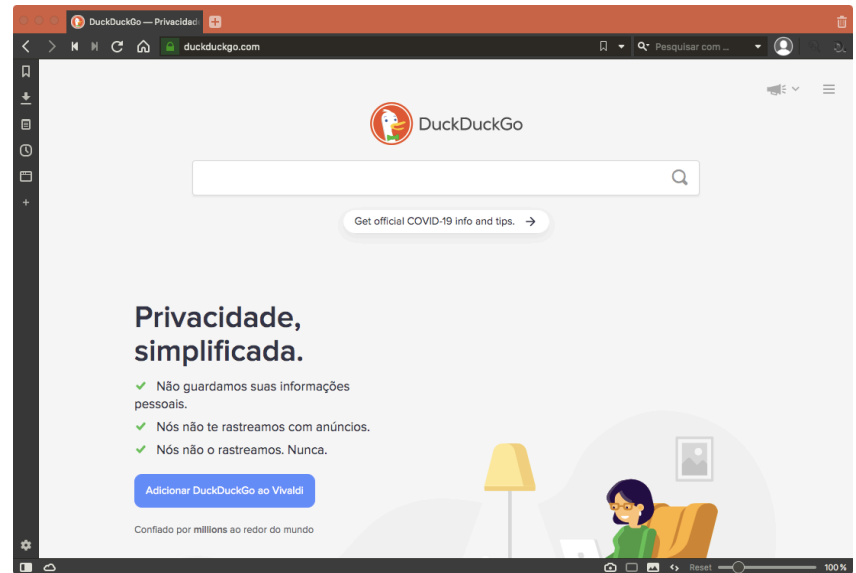 DuckDuckGo — Privacidad
duckduckgo.com
Pesquisar com ...
DuckDuckGo
Get official COVID-19 info and tips. →
Privacidade,
simplificada.
✔ Não guardamos suas informações
pessoais.
✔ Nós não te rastreamos com anúncios.
✔ Nós não o rastreamos. Nunca.
Adicionar DuckDuckGo ao Vivaldi
Confiado por millions ao redor do mundo
Reset
100 %